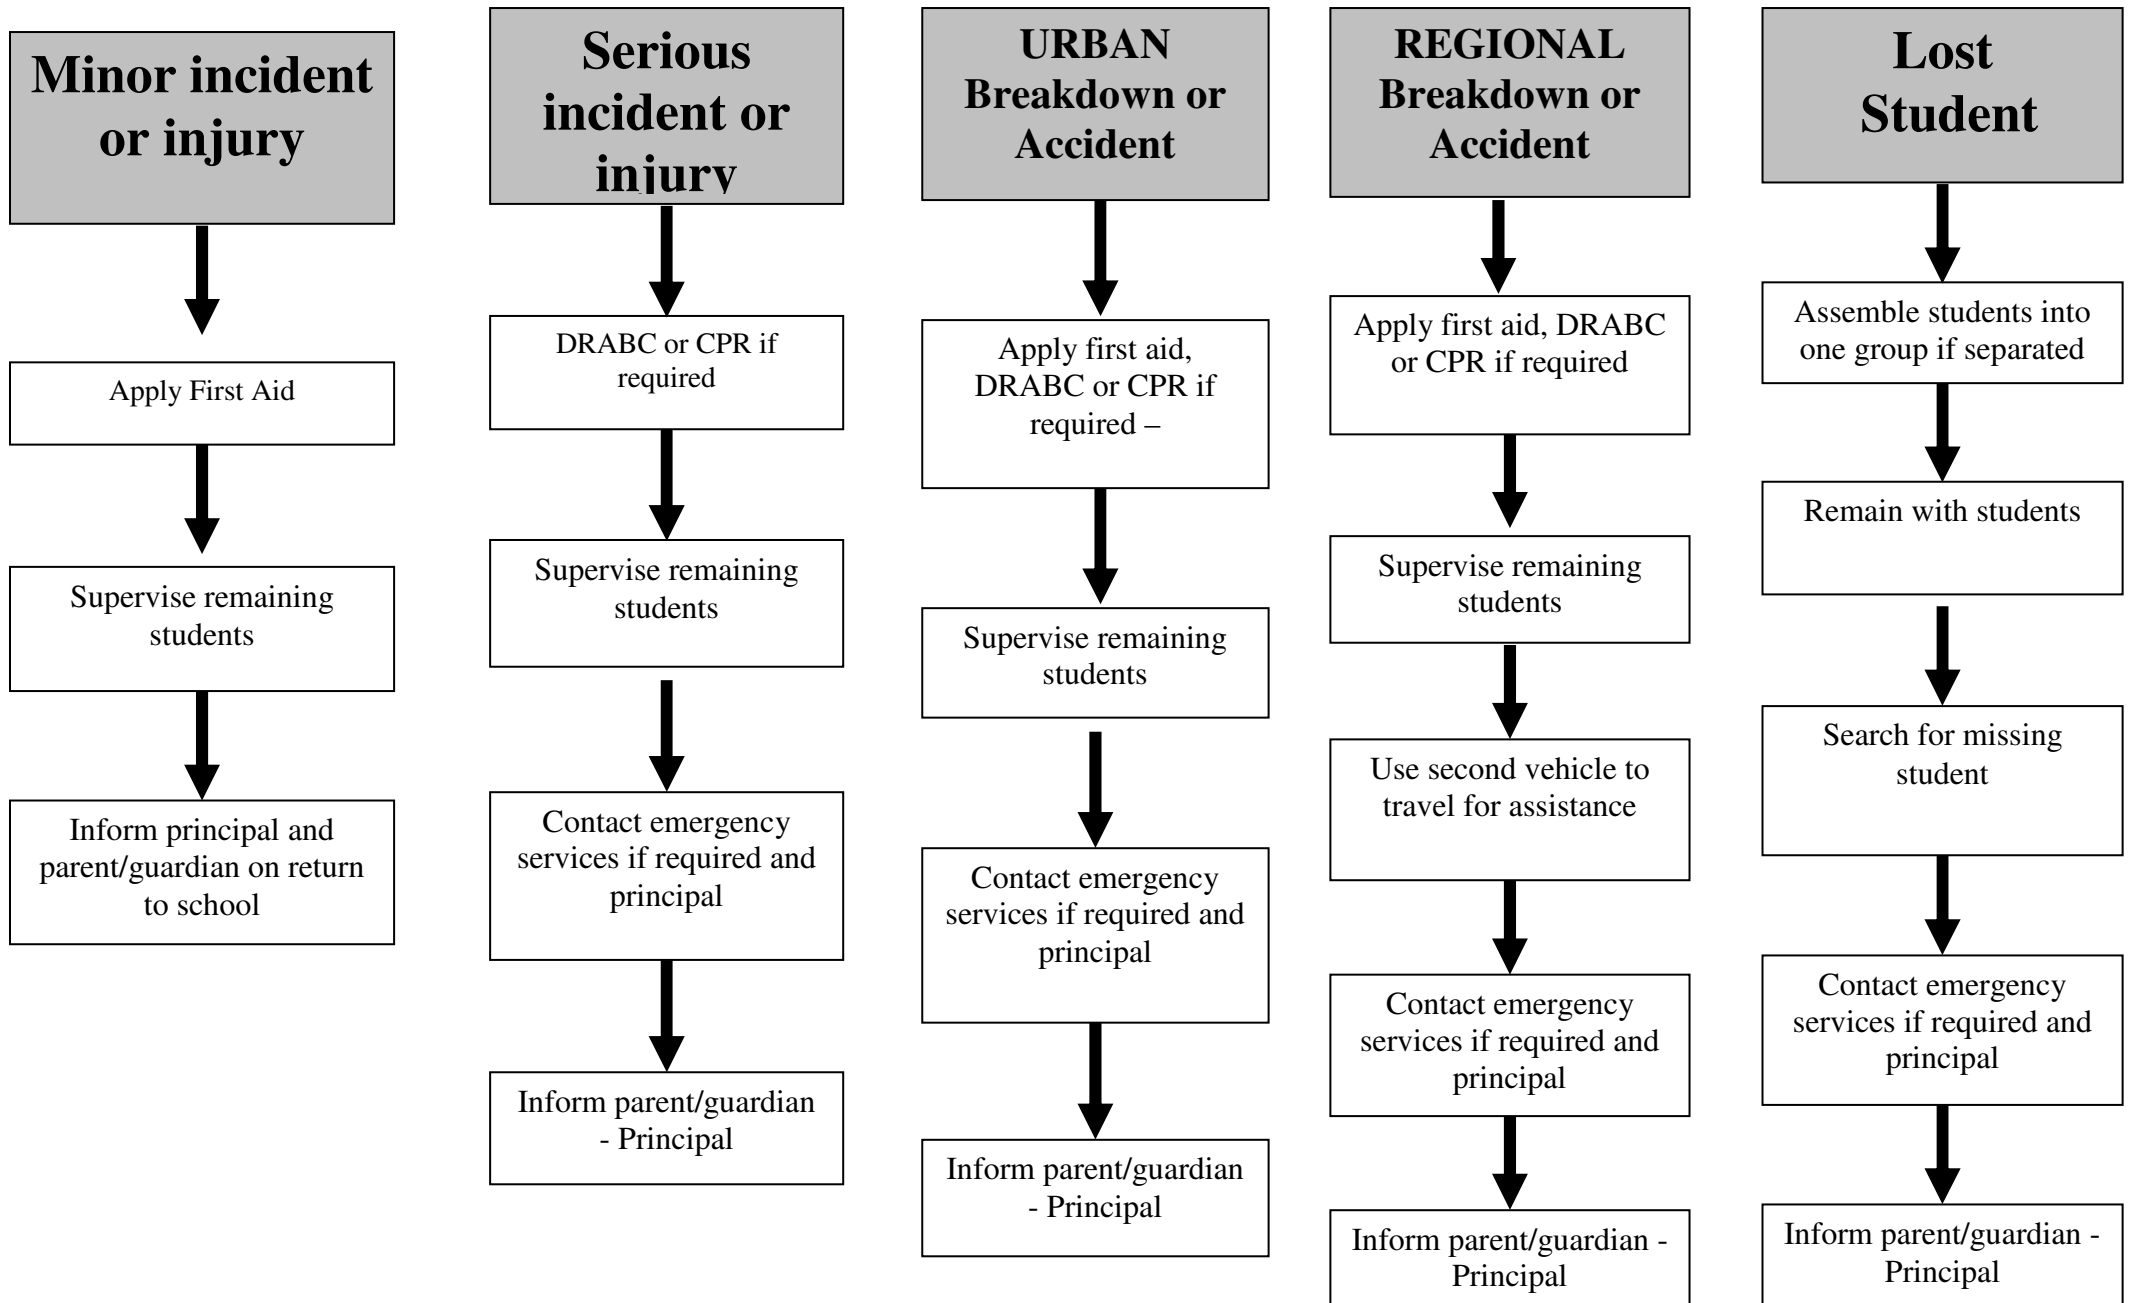 Minor incident
or injury
Apply First Aid
Supervise remaining
students
Inform principal and
parent/guardian on return
to school
Serious
incident or
injury
DRABC or CPR if
required
Supervise remaining
students
Contact emergency
services if required and
principal
Inform parent/guardian
- Principal
URBAN
Breakdown or
Accident
Apply first aid,
DRABC or CPR if
required –
Supervise remaining
students
Contact emergency
services if required and
principal
Inform parent/guardian
- Principal
REGIONAL
Breakdown or
Accident
Apply first aid, DRABC
or CPR if required
Supervise remaining
students
Use second vehicle to
travel for assistance
Contact emergency
services if required and
principal
Inform parent/guardian -
Principal
Lost
Student
Assemble students into
one group if separated
Remain with students
Search for missing
student
Contact emergency
services if required and
principal
Inform parent/guardian -
Principal